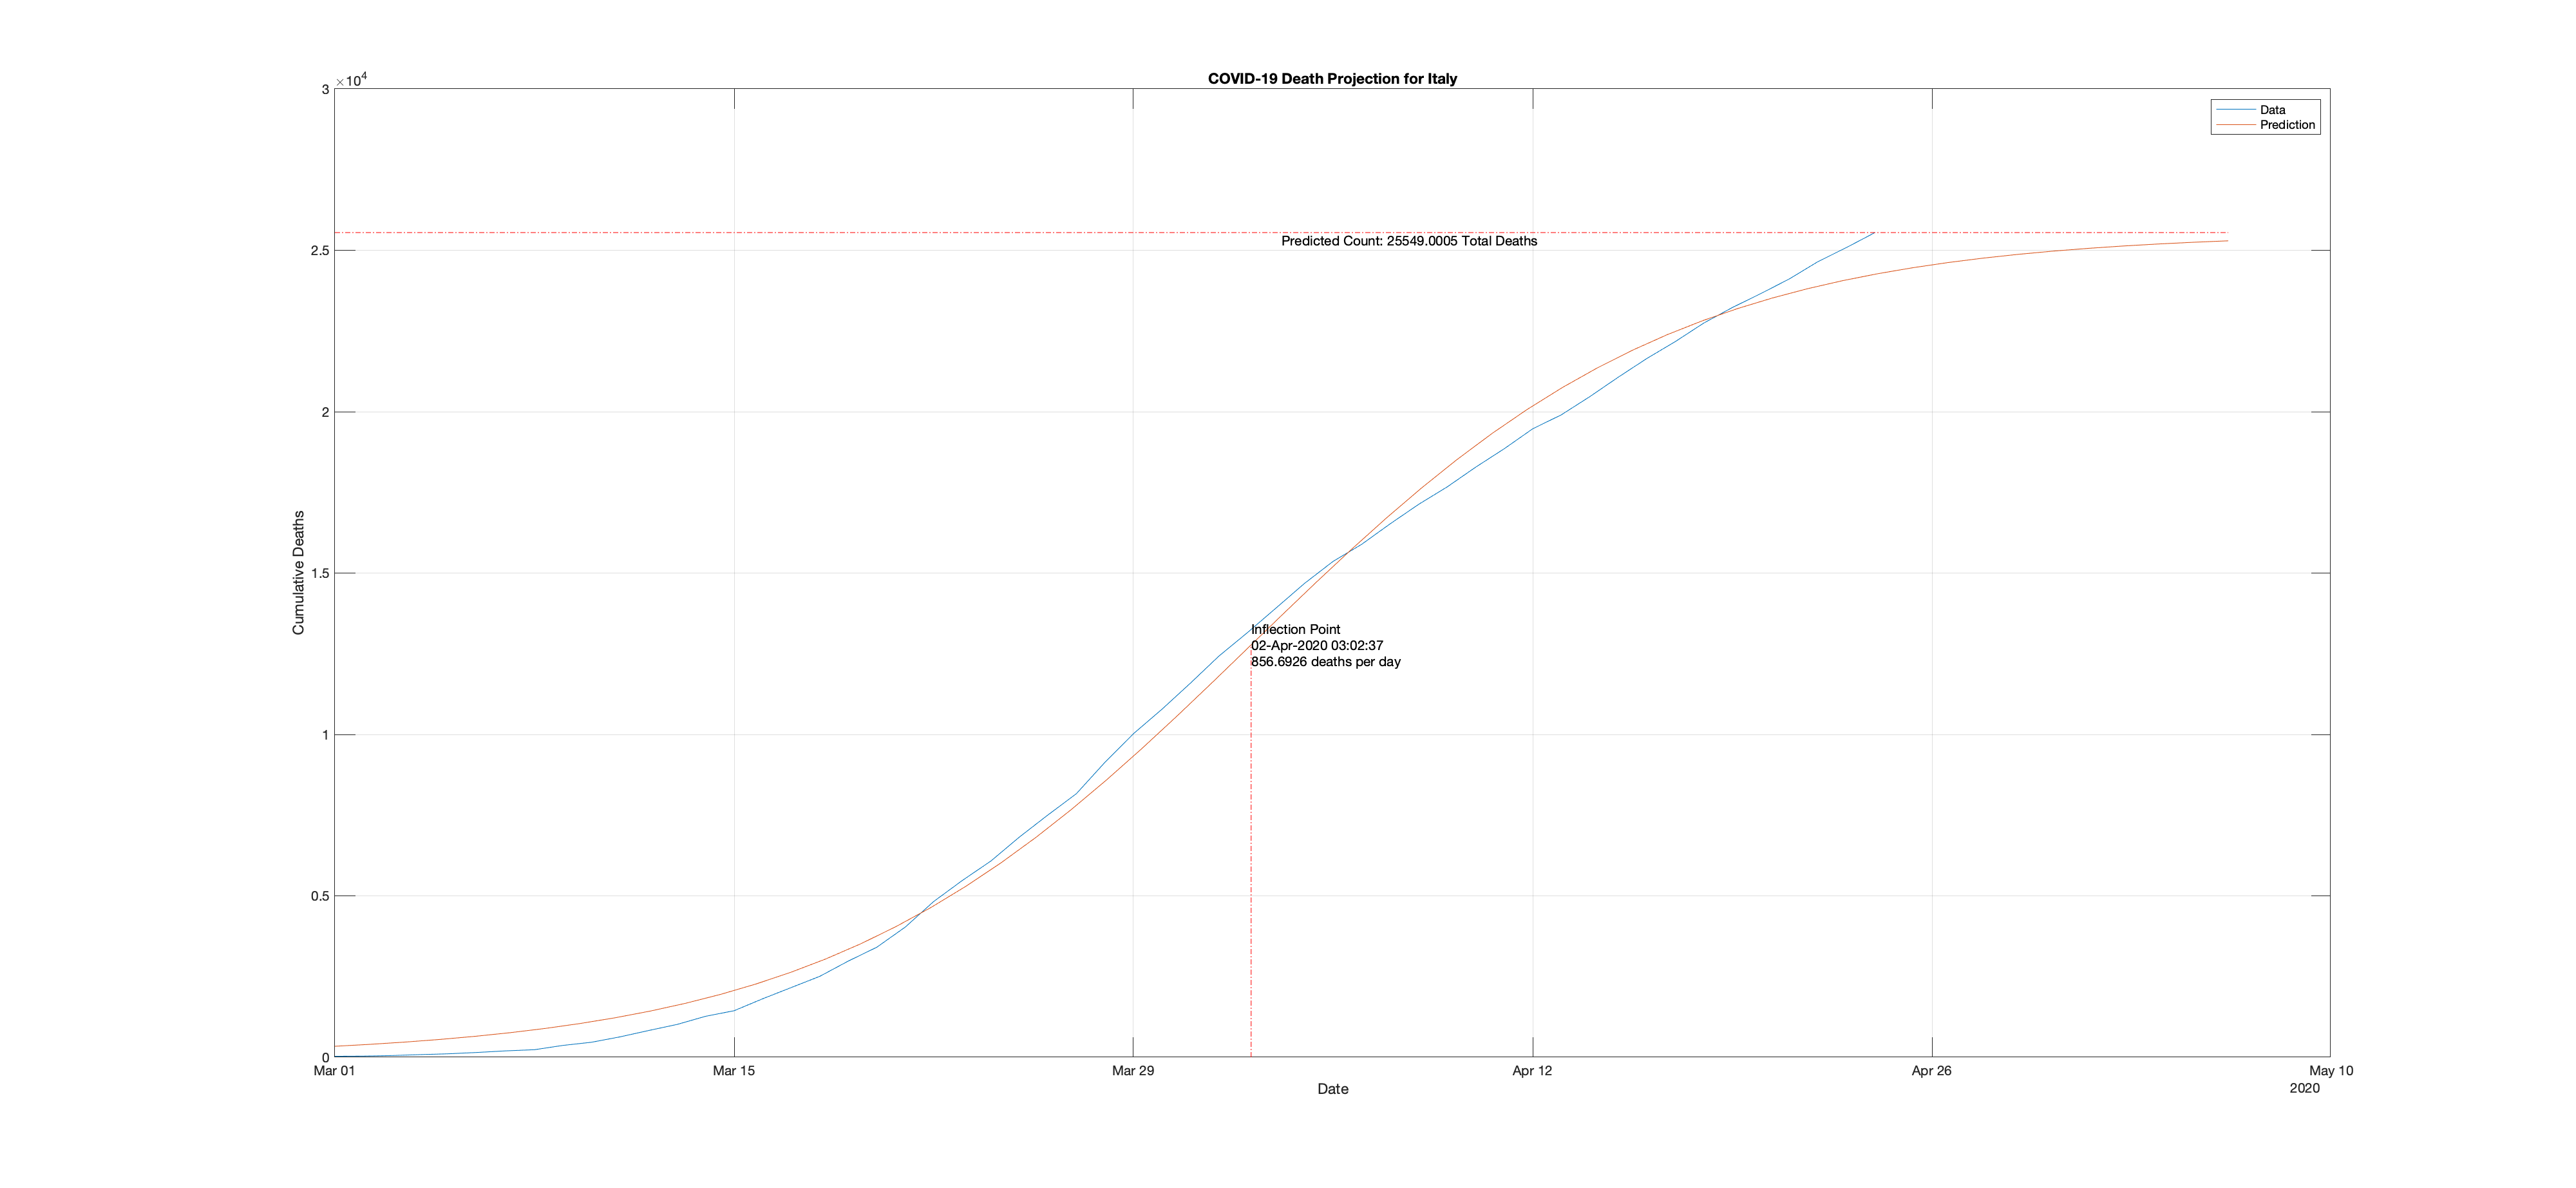 COVID-19 Death Projection for Italy
×10^4
3
2.5
2
1.5
1
0.5
0
Cumulative Deaths
Data
Prediction
Predicted Count: 25549.0005 Total Deaths
Inflection Point
02-Apr-2020 03:02:37
856.6926 deaths per day
Mar 01 Mar 15 Mar 29 Apr 12 Apr 26 May 10
Date
2020